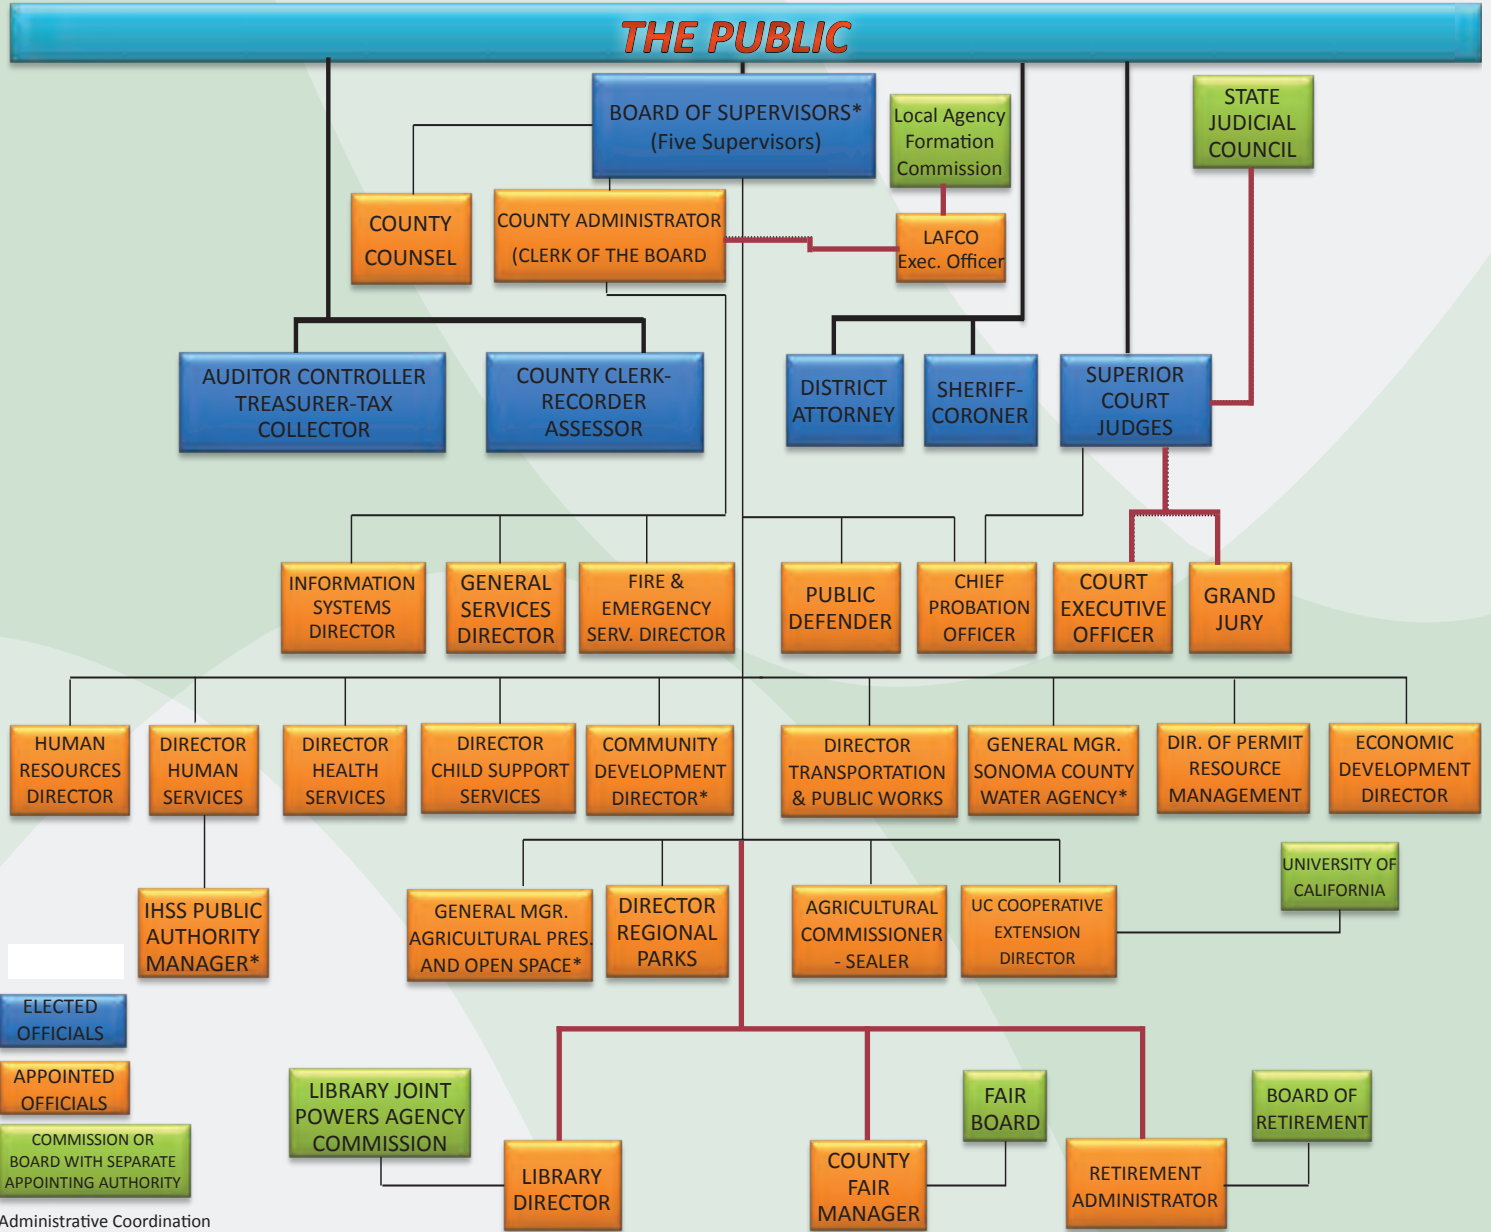 THE PUBLIC
BOARD OF SUPERVISORS*
(Five Supervisors)
Local Agency
Formation
Commission
STATE
JUDICIAL
COUNCIL
COUNTY
COUNSEL
COUNTY ADMINISTRATOR
(CLERK OF THE BOARD
LAFCO
Exec. Officer
AUDITOR CONTROLLER
TREASURER-TAX
COLLECTOR
COUNTY CLERK-
RECORDER
ASSESSOR
DISTRICT
ATTORNEY
SHERIFF-
CORONER
SUPERIOR
COURT
JUDGES
INFORMATION
SYSTEMS
DIRECTOR
GENERAL
SERVICES
DIRECTOR
FIRE &
EMERGENCY
SERV. DIRECTOR
PUBLIC
DEFENDER
CHIEF
PROBATION
OFFICER
COURT
EXECUTIVE
OFFICER
GRAND
JURY
HUMAN
RESOURCES
DIRECTOR
DIRECTOR
HUMAN
SERVICES
DIRECTOR
HEALTH
SERVICES
DIRECTOR
CHILD SUPPORT
SERVICES
COMMUNITY
DEVELOPMENT
DIRECTOR*
DIRECTOR
TRANSPORTATION
& PUBLIC WORKS
GENERAL MGR.
SONOMA COUNTY
WATER AGENCY*
DIR. OF PERMIT
RESOURCE
MANAGEMENT
ECONOMIC
DEVELOPMENT
DIRECTOR
IHSS PUBLIC
AUTHORITY
MANAGER*
GENERAL MGR.
AGRICULTURAL PRES.
AND OPEN SPACE*
DIRECTOR
REGIONAL
PARKS
AGRICULTURAL
COMMISSIONER
- SEALER
UC COOPERATIVE
EXTENSION
DIRECTOR
UNIVERSITY OF
CALIFORNIA
ELECTED
OFFICIALS
APPOINTED
OFFICIALS
COMMISSION OR
BOARD WITH SEPARATE
APPOINTING AUTHORITY
Administrative Coordination
LIBRARY JOINT
POWERS AGENCY
COMMISSION
LIBRARY
DIRECTOR
FAIR
BOARD
COUNTY
FAIR
MANAGER
BOARD OF
RETIREMENT
RETIREMENT
ADMINISTRATOR